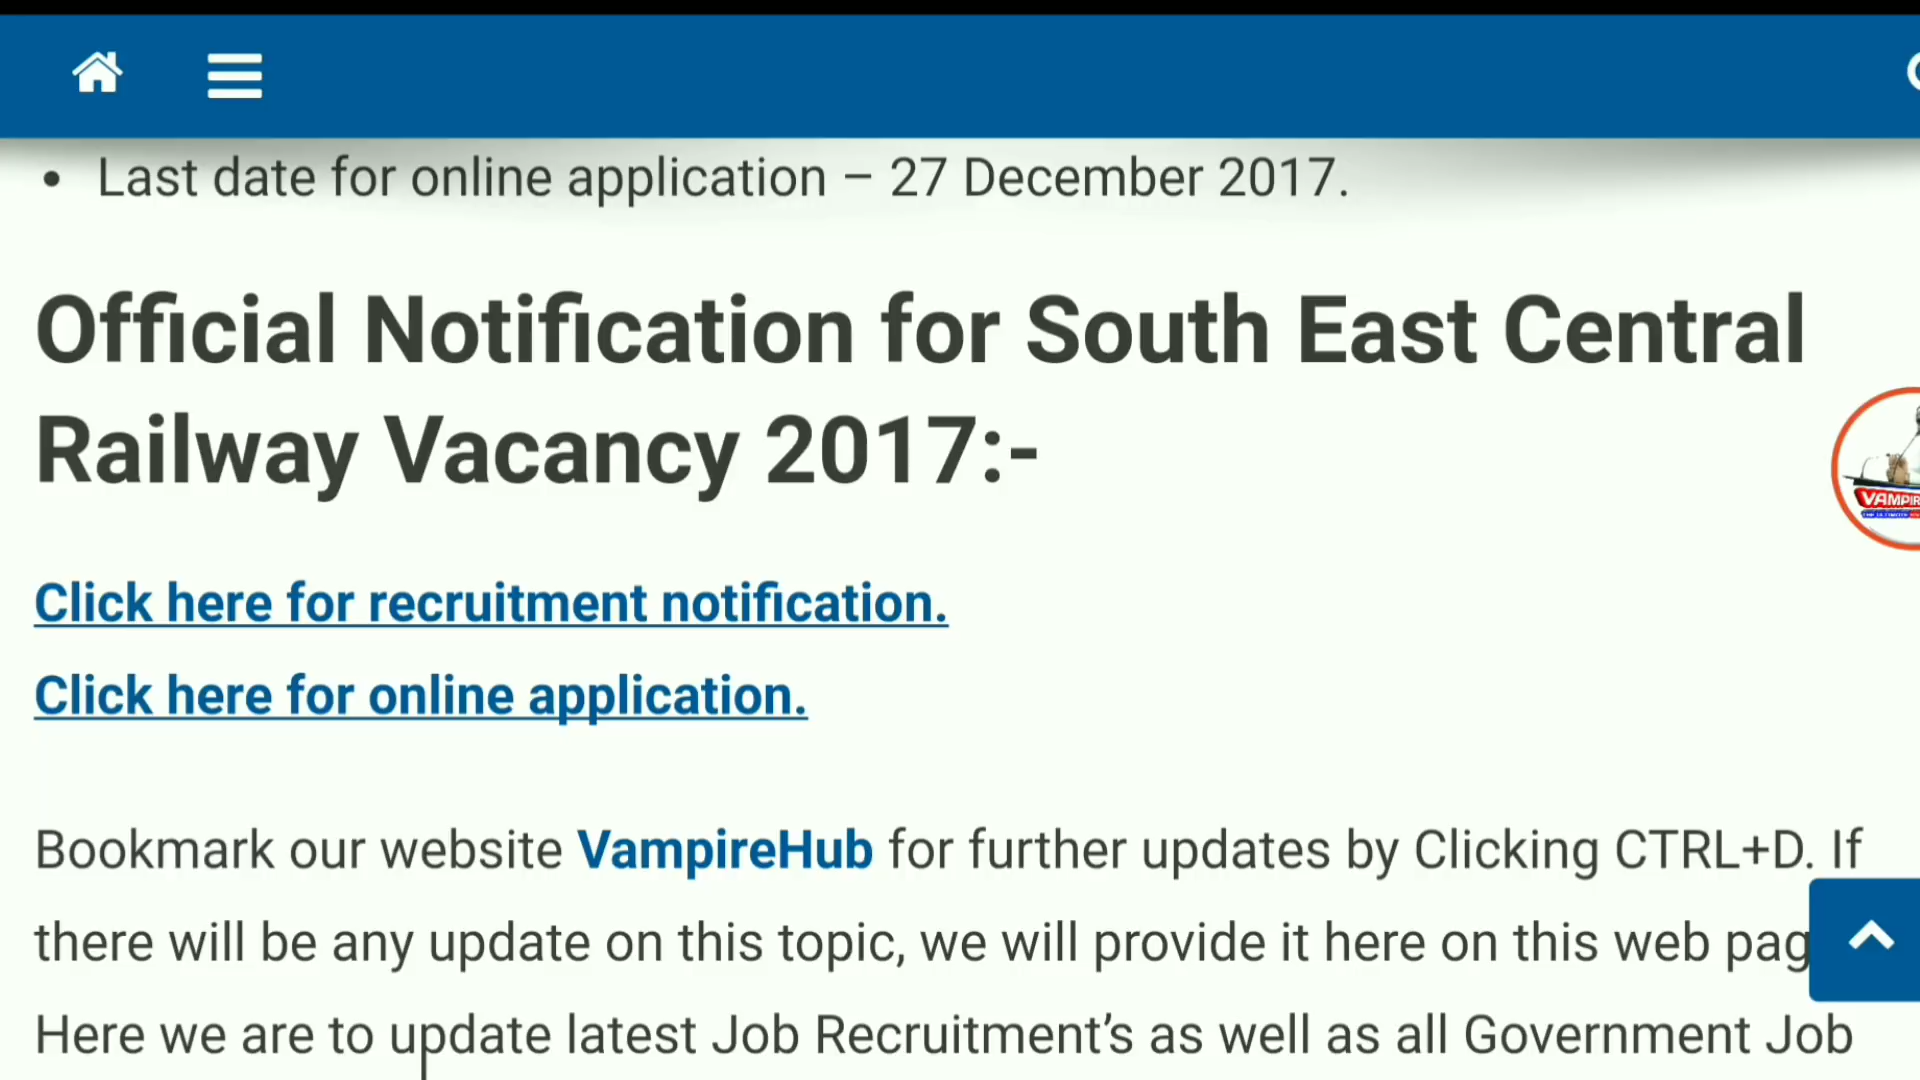 • Last date for online application – 27 December 2017.
Official Notification for South East Central
Railway Vacancy 2017:-
Click here for recruitment notification.
Click here for online application.
Bookmark our website VampireHub for further updates by Clicking CTRL+D. If
there will be any update on this topic, we will provide it here on this web pag
Here we are to update latest Job Recruitment’s as well as all Government Job
VAMPIR